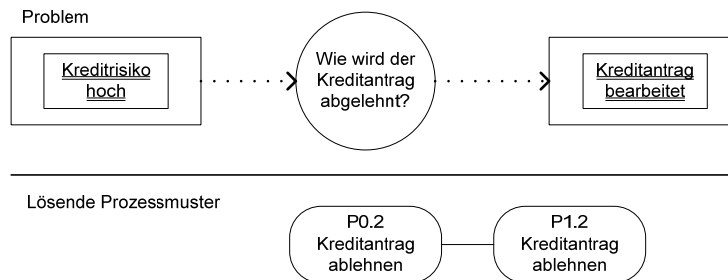 Problem
Kreditrisiko
hoch
Wie wird der
Kreditantrag
abgelehnt?
Kreditantrag
bearbeitet
Lösende Prozessmuster
P0.2
Kreditantrag
ablehnen
P1.2
Kreditantrag
ablehnen